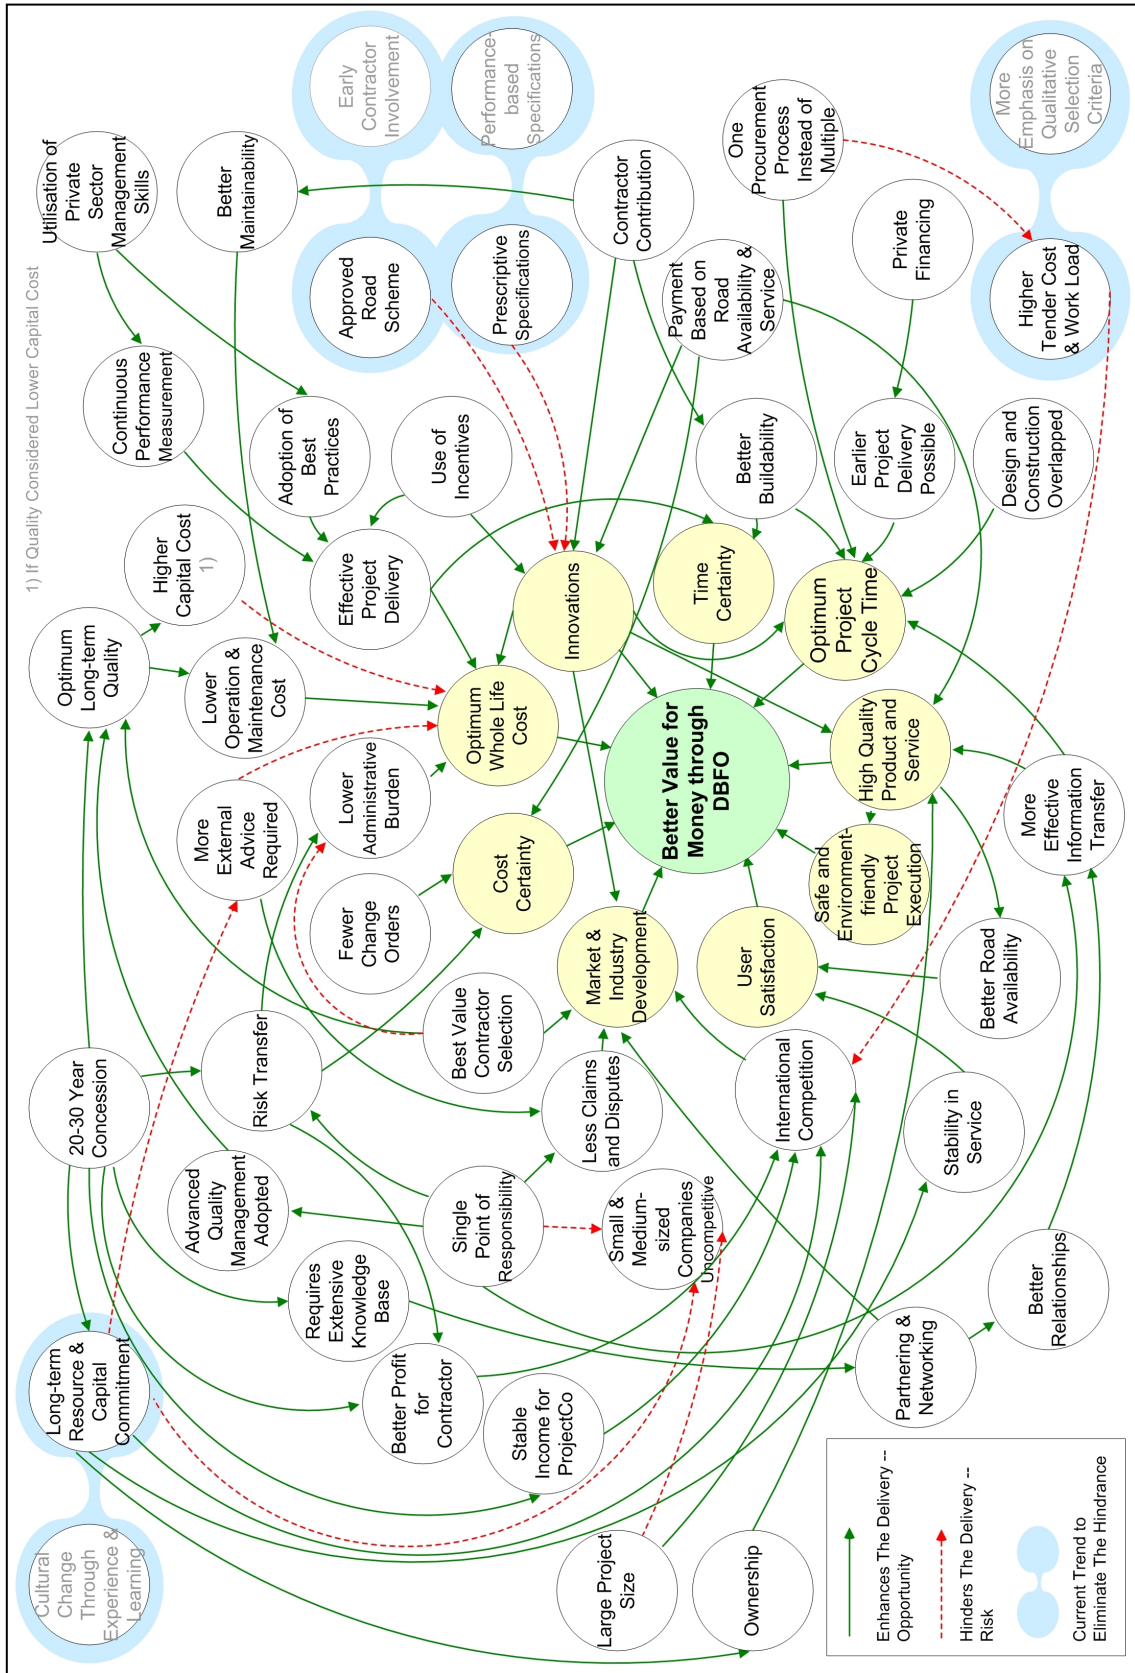 1) If Quality Considered Lower Capital Cost
Cultural
Change
Through
Experience &
Learning
Long-term
Resource &
Capital
Commitment
20-30 Year
Concession
Optimum
Long-term
Quality
Utilisation of
Private
Sector
Management
Skills
Advanced
Quality
Management
Adopted
Risk Transfer
More
External
Advice
Required
Lower
Operation &
Maintenance
Cost
Higher
Capital Cost
1)
Continuous
Performance
Measurement
Better
Maintainability
Requires
Extensive
Knowledge
Base
Fewer
Change
Orders
Lower
Administrative
Burden
Effective
Project
Delivery
Adoption of
Best
Practices
Approved
Road
Scheme
Early
Contractor
Involvement
Better Profit
for
Contractor
Single
Point of
Responsibility
Best Value
Contractor
Selection
Cost
Certainty
Optimum
Whole Life
Cost
Use of
Incentives
Prescriptive
Specifications
Performance-
based
Specifications
Stable
Income for
ProjectCo
Less Claims
and Disputes
Market &
Industry
Development
Innovations
Contractor
Contribution
Large Project
Size
Small &
Medium-
sized
Companies
Uncompetitive
Better Value for
Money through
DBFO
Time
Certainty
Payment
Based on
Road
Availability &
Service
Ownership
International
Competition
User
Satisfaction
Better
Buildability
One
Procurement
Process
Instead of
Multiple
Safe and
Environment-
friendly
Project
Execution
High Quality
Product and
Service
Optimum
Project
Cycle Time
Earlier
Project
Delivery
Possible
Private
Financing
Partnering &
Networking
Stability in
Service
Better Road
Availability
Design and
Construction
Overlapped
Higher
Tender Cost
& Work Load
More
Emphasis on
Qualitative
Selection
Criteria
Better
Relationships
More
Effective
Information
Transfer
Enhances The Delivery --
Opportunity
Hinders The Delivery --
Risk
Current Trend to
Eliminate The Hindrance